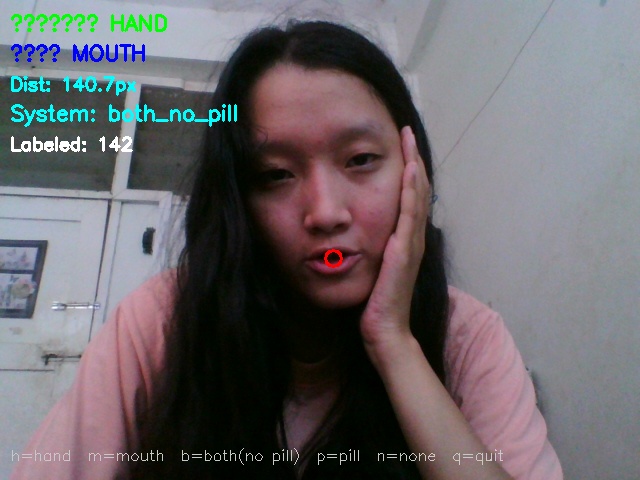 ??????? HAND
???? MOUTH
Dist: 140.7px
System: both_no_pill
Labeled: 142
h=hand m=mouth b=both(no pill) p=pill n=none q=quit